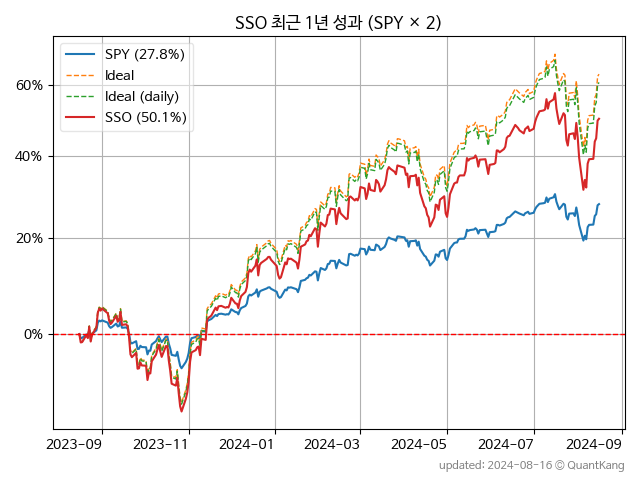 SSO 최근 1년 성과 (SPY × 2)
SPY (27.8%)
Ideal
Ideal (daily)
SSO (50.1%)
60%
40%
20%
0%
2023-09
2023-11
2024-01
2024-03
2024-05
2024-07
2024-09
updated: 2024-08-16 © QuantKang